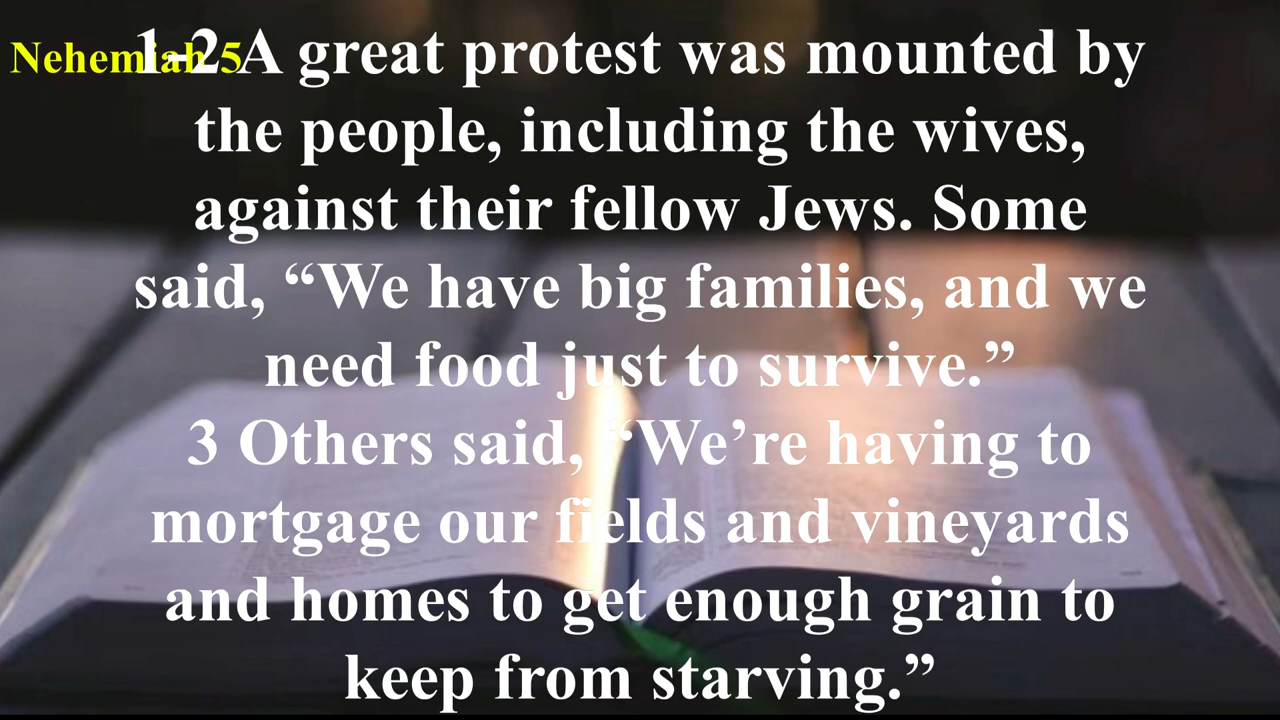 Nehemiah 5
1-2 A great protest was mounted by
the people, including the wives,
against their fellow Jews. Some
said, “We have big families, and we
need food just to survive.”
3 Others said, “We’re having to
mortgage our fields and vineyards
and homes to get enough grain to
keep from starving.”